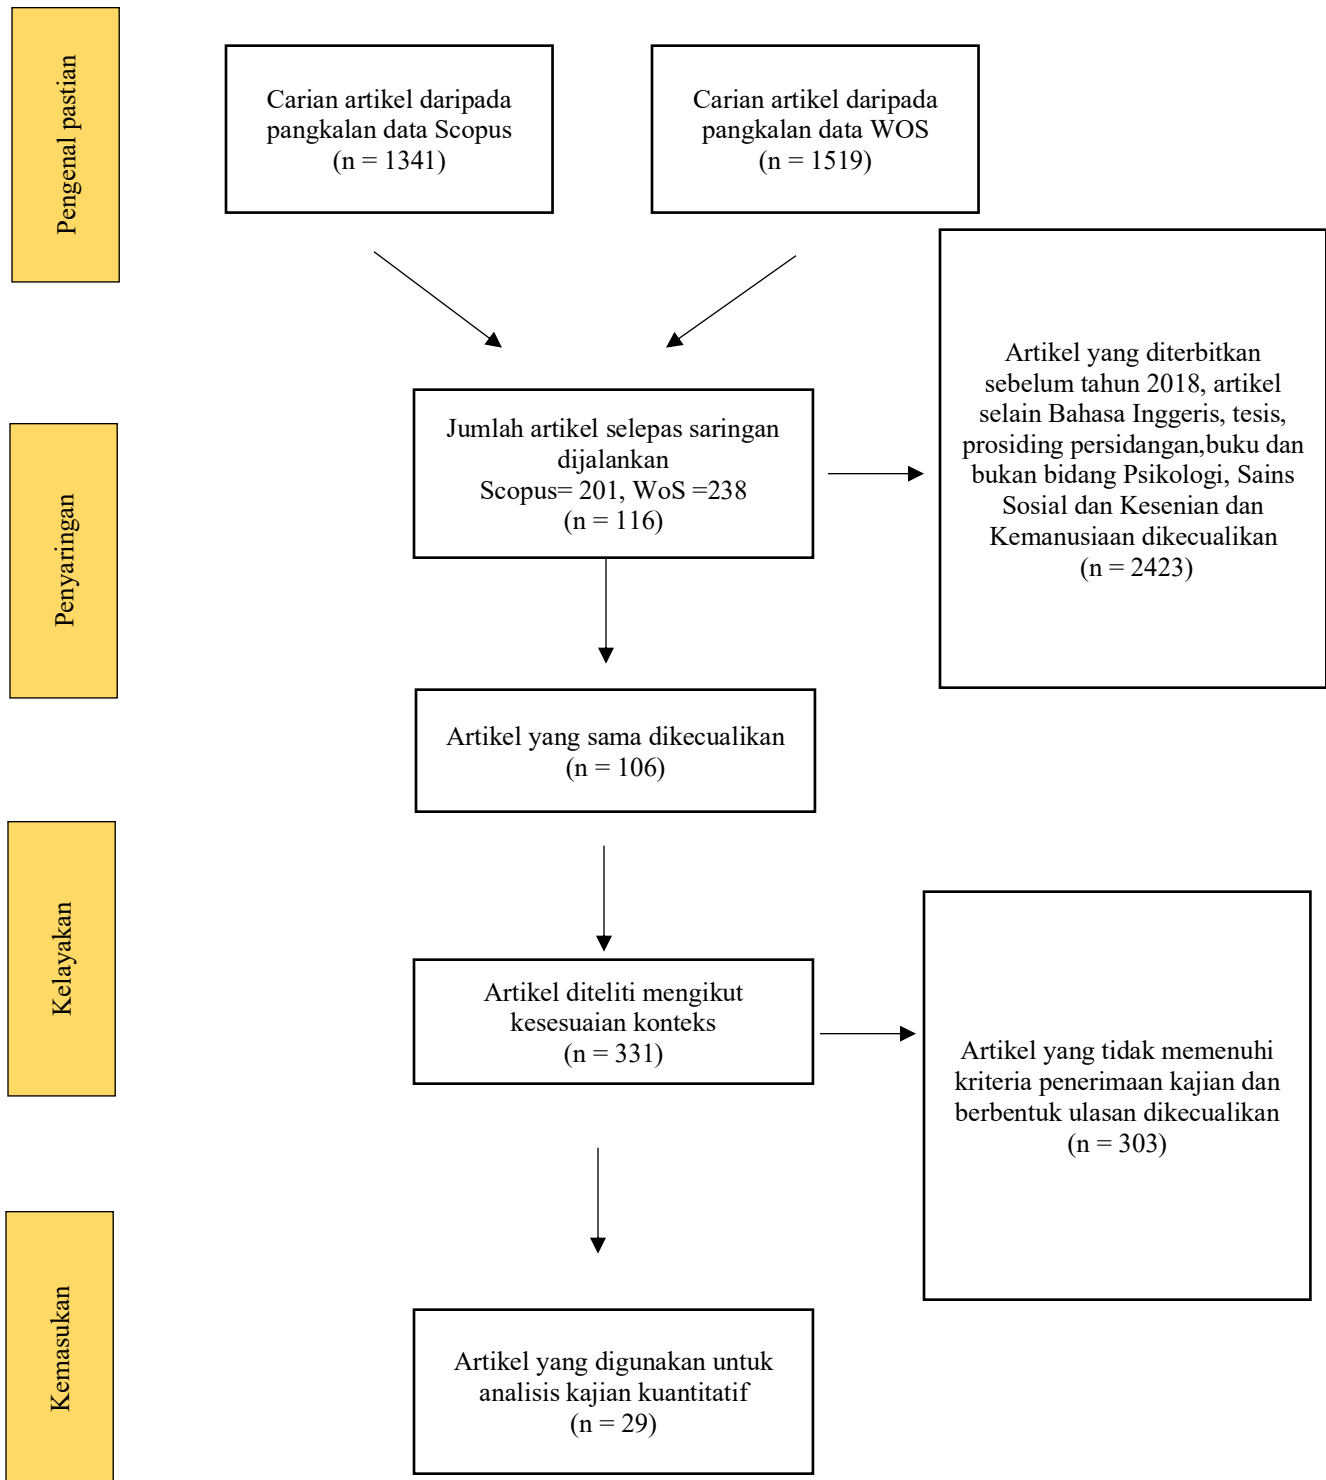 Pengenal pastian
Carian artikel daripada
pangkalan data Scopus
(n = 1341)
Carian artikel daripada
pangkalan data WOS
(n = 1519)
Penyaringan
Jumlah artikel selepas saringan
dijalankan
Scopus= 201, WoS =238
(n = 116)
Artikel yang diterbitkan
sebelum tahun 2018, artikel
selain Bahasa Inggeris, tesis,
prosiding persidangan,buku dan
bukan bidang Psikologi, Sains
Sosial dan Kesenian dan
Kemanusiaan dikecualikan
(n = 2423)
Artikel yang sama dikecualikan
(n = 106)
Kelayakan
Artikel diteliti mengikut
kesesuaian konteks
(n = 331)
Artikel yang tidak memenuhi
kriteria penerimaan kajian dan
berbentuk ulasan dikecualikan
(n = 303)
Kemasukan
Artikel yang digunakan untuk
analisis kajian kuantitatif
(n = 29)